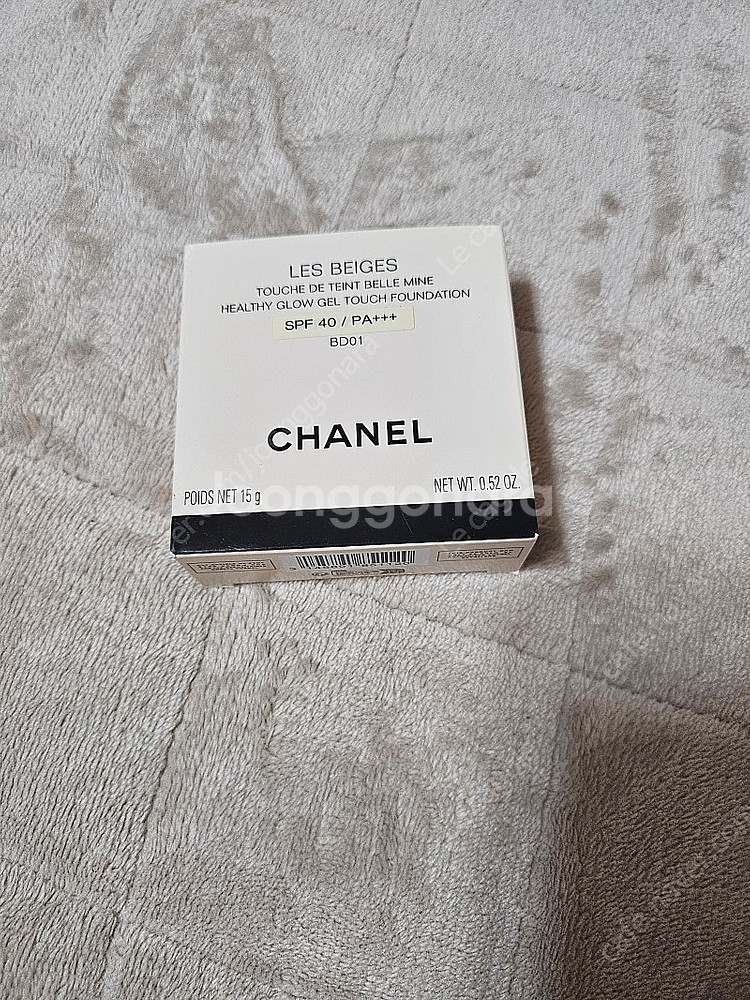 LES BEIGES
TOUCHE DE TEINT BELLE MINE
HEALTHY GLOW GEL TOUCH FOUNDATION
SPF 40 / PA+++
BD01
CHANEL
POIDS NET 15 g
NET WT. 0.52 OZ.
Joonggonara